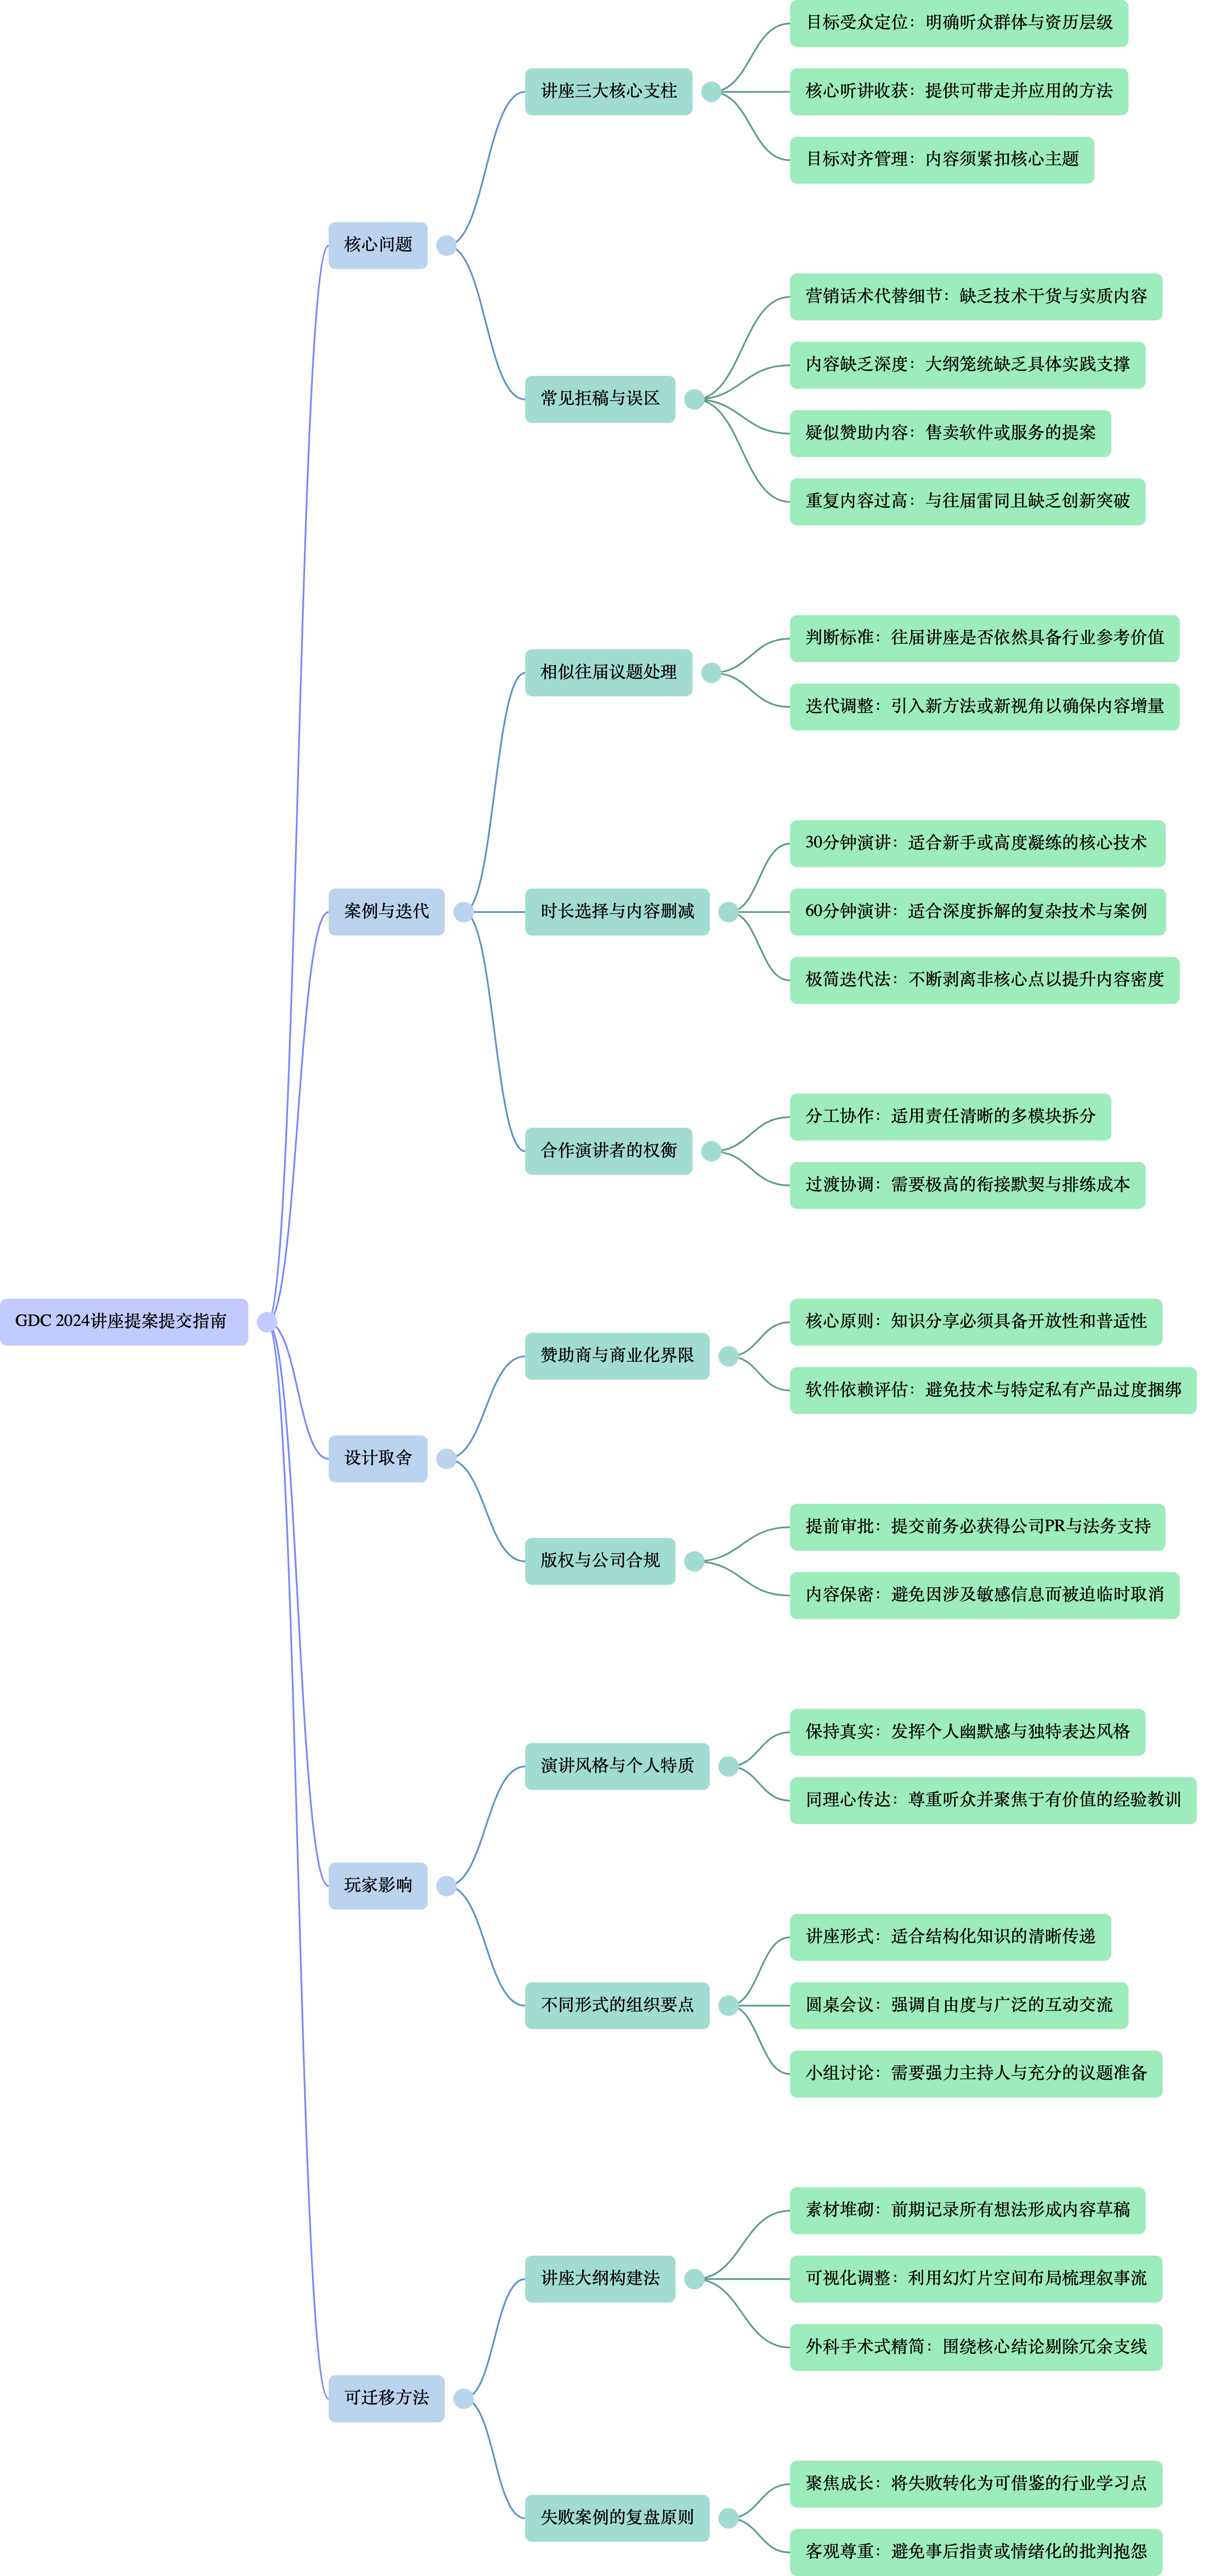 GDC 2024讲座提案提交指南
核心问题
讲座三大核心支柱
目标受众定位：明确听众群体与资历层级
核心听讲收获：提供可带走并应用的方法
目标对齐管理：内容须紧扣核心主题
常见拒稿与误区
营销话术代替细节：缺乏技术干货与实质内容
内容缺乏深度：大纲笼统缺乏具体实践支撑
疑似赞助内容：售卖软件或服务的提案
重复内容过高：与往届雷同且缺乏创新突破
案例与迭代
相似往届议题处理
判断标准：往届讲座是否依然具备行业参考价值
迭代调整：引入新方法或新视角以确保内容增量
时长选择与内容删减
30分钟演讲：适合新手或高度凝练的核心技术
60分钟演讲：适合深度拆解的复杂技术与案例
极简迭代法：不断剥离非核心点以提升内容密度
合作演讲者的权衡
分工协作：适用责任清晰的多模块拆分
过渡协调：需要极高的衔接默契与排练成本
设计取舍
赞助商与商业化界限
核心原则：知识分享必须具备开放性和普适性
软件依赖评估：避免技术与特定私有产品过度捆绑
版权与公司合规
提前审批：提交前务必获得公司PR与法务支持
内容保密：避免因涉及敏感信息而被迫临时取消
玩家影响
演讲风格与个人特质
保持真实：发挥个人幽默感与独特表达风格
同理心传达：尊重听众并聚焦于有价值的经验教训
不同形式的组织要点
讲座形式：适合结构化知识的清晰传递
圆桌会议：强调自由度与广泛的互动交流
小组讨论：需要强力主持人与充分的议题准备
可迁移方法
讲座大纲构建法
素材堆砌：前期记录所有想法形成内容草稿
可视化调整：利用幻灯片空间布局梳理叙事流
外科手术式精简：围绕核心结论剔除冗余支线
失败案例的复盘原则
聚焦成长：将失败转化为可借鉴的行业学习点
客观尊重：避免事后指责或情绪化的批判抱怨